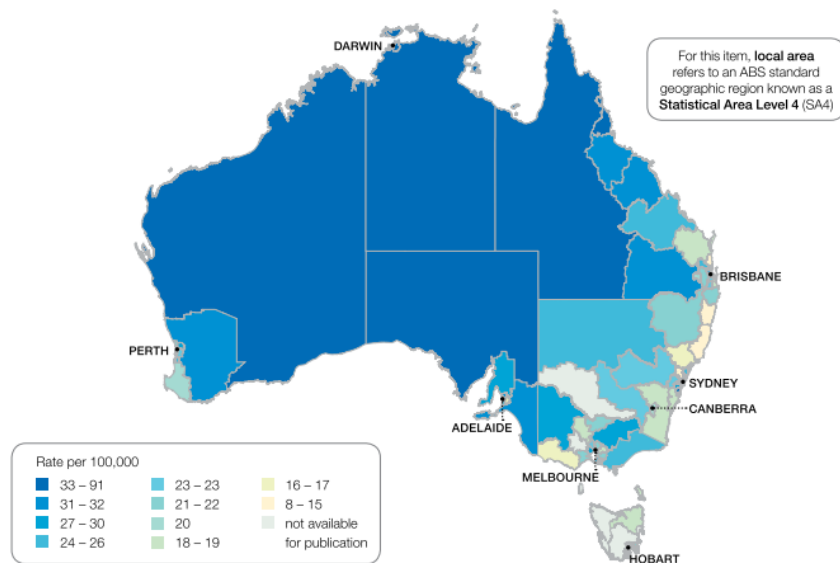 DARWIN
For this item, local area
refers to an ABS standard
geographic region known as a
Statistical Area Level 4 (SA4)
BRISBANE
PERTH
SYDNEY
CANBERRA
ADELAIDE
MELBOURNE
HOBART
Rate per 100,000
33 – 91
31 – 32
27 – 30
24 – 26
23 – 23
21 – 22
20
18 – 19
16 – 17
8 – 15
not available
for publication